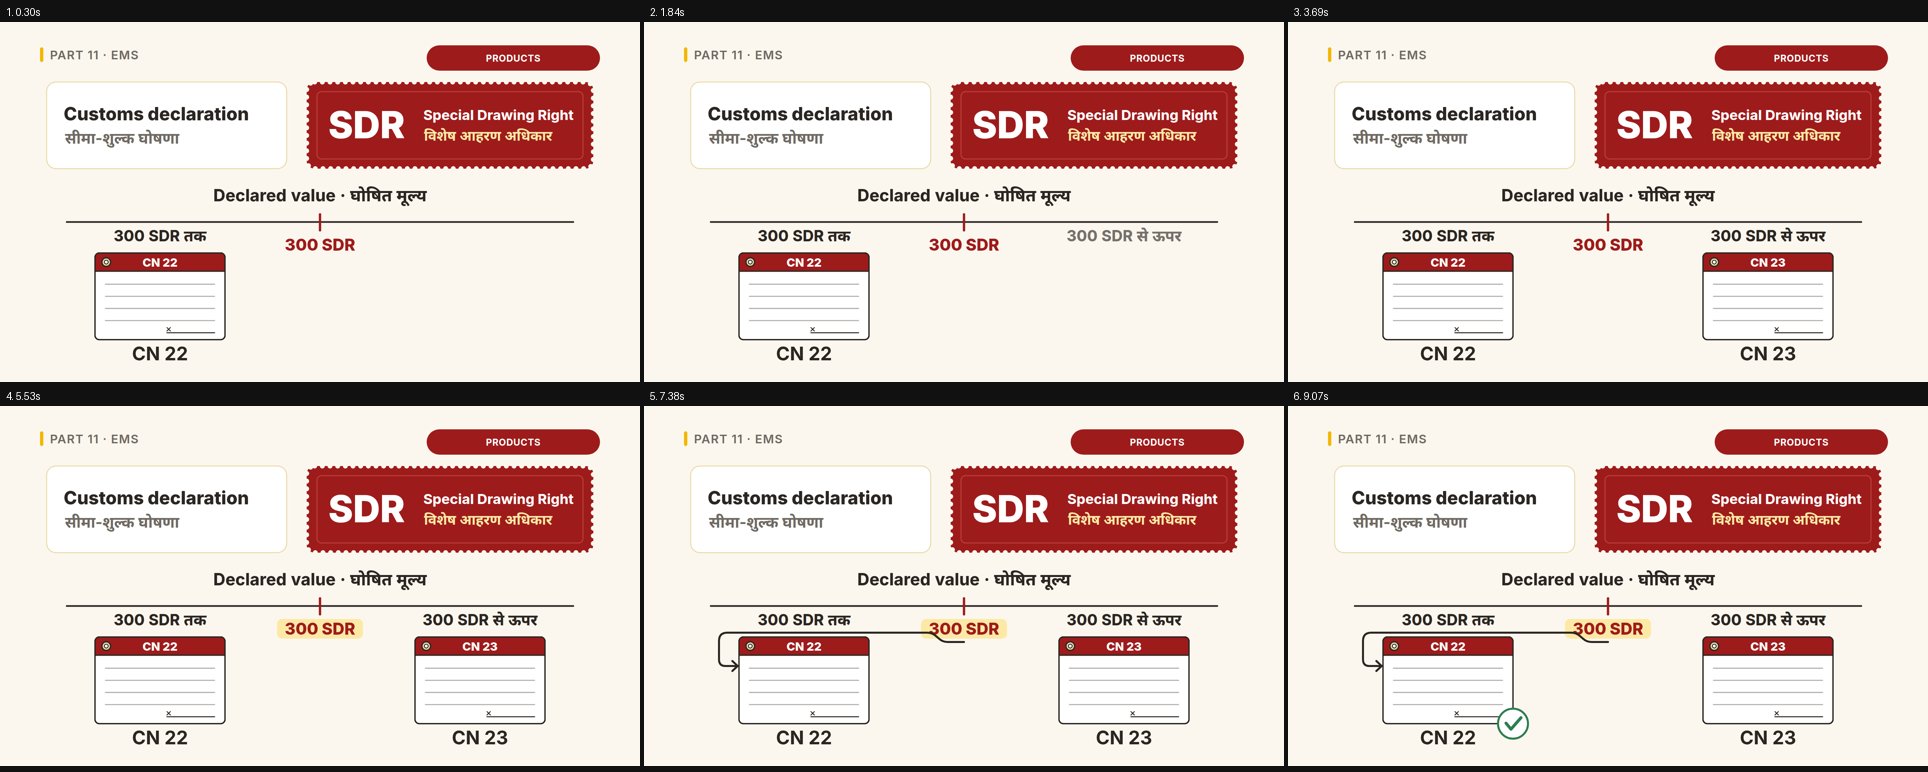 1. 0.30s
PART 11 · EMS
PRODUCTS
Customs declaration
सीमा-शुल्क घोषणा
SDR
Special Drawing Right
विशेष आहरण अधिकार
Declared value · घोषित मूल्य
300 SDR तक
300 SDR
CN 22
×
CN 22
2. 1.84s
PART 11 · EMS
PRODUCTS
Customs declaration
सीमा-शुल्क घोषणा
SDR
Special Drawing Right
विशेष आहरण अधिकार
Declared value · घोषित मूल्य
300 SDR तक
300 SDR
300 SDR से ऊपर
CN 22
×
CN 22
3. 3.69s
PART 11 · EMS
PRODUCTS
Customs declaration
सीमा-शुल्क घोषणा
SDR
Special Drawing Right
विशेष आहरण अधिकार
Declared value · घोषित मूल्य
300 SDR तक
300 SDR
300 SDR से ऊपर
CN 22
CN 23
×
×
CN 22
CN 23
4. 5.53s
PART 11 · EMS
PRODUCTS
Customs declaration
सीमा-शुल्क घोषणा
SDR
Special Drawing Right
विशेष आहरण अधिकार
Declared value · घोषित मूल्य
300 SDR तक
300 SDR
300 SDR से ऊपर
CN 22
CN 23
×
×
CN 22
CN 23
5. 7.38s
PART 11 · EMS
PRODUCTS
Customs declaration
सीमा-शुल्क घोषणा
SDR
Special Drawing Right
विशेष आहरण अधिकार
Declared value · घोषित मूल्य
300 SDR तक
300 SDR
300 SDR से ऊपर
CN 22
CN 23
×
×
CN 22
CN 23
6. 9.07s
PART 11 · EMS
PRODUCTS
Customs declaration
सीमा-शुल्क घोषणा
SDR
Special Drawing Right
विशेष आहरण अधिकार
Declared value · घोषित मूल्य
300 SDR तक
300 SDR
300 SDR से ऊपर
CN 22
CN 23
×
×
CN 22
CN 23